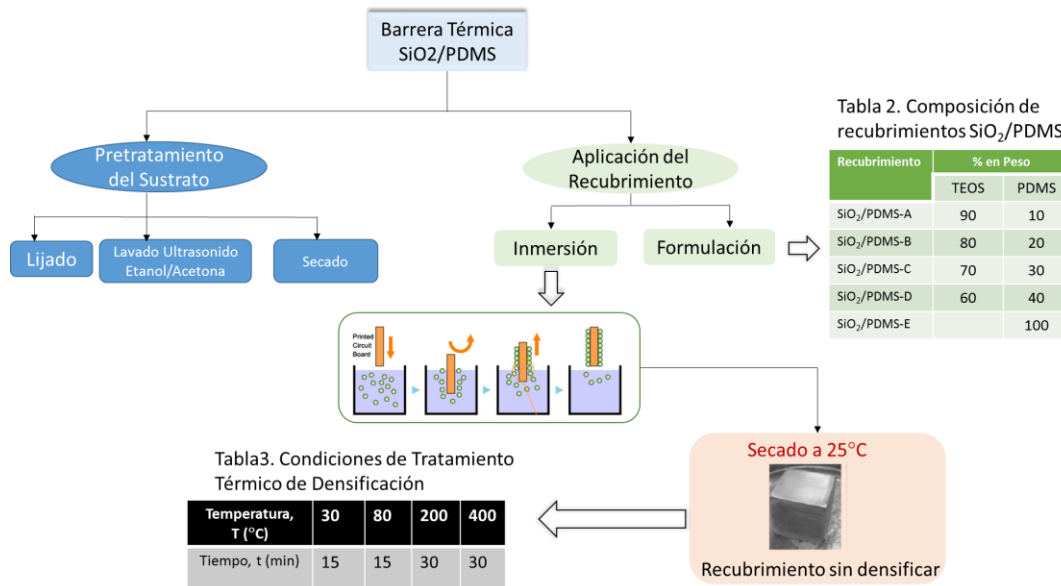 Barrera Térmica
SiO2/PDMS
Pretratamiento
del Sustrato
Aplicación del
Recubrimiento
Lijado
Lavado Ultrasonido
Etanol/Acetona
Secado
Inmersión
Formulación
Tabla 2. Composición de
recubrimientos SiO₂/PDMS
Recubrimiento % en Peso
TEOS PDMS
SiO₂/PDMS-A 90 10
SiO₂/PDMS-B 80 20
SiO₂/PDMS-C 70 30
SiO₂/PDMS-D 60 40
SiO₂/PDMS-E 100
Printed
Circuit
Board
Secado a 25°C
Recubrimiento sin densificar
Tabla3. Condiciones de Tratamiento
Térmico de Densificación
Temperatura, 30 80 200 400
T (°C)
Tiempo, t (min) 15 15 30 30